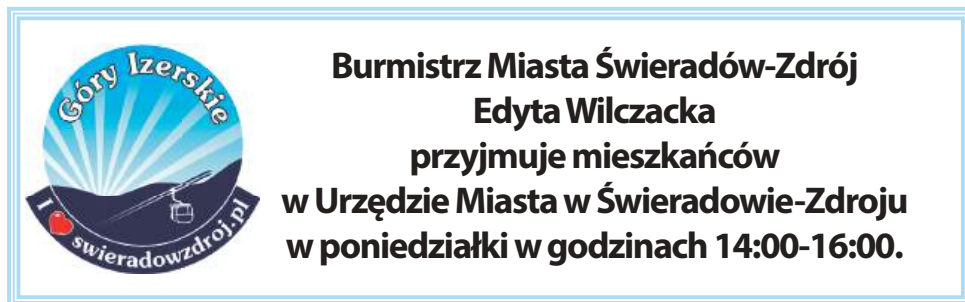 Góry Izerskie
I
swieradowzdroj.pl
Burmistrz Miasta Świeradów-Zdrój
Edyta Wilczacka
przyjmuje mieszkańców
w Urzędzie Miasta w Świeradowie-Zdroju
w poniedziałki w godzinach 14:00-16:00.